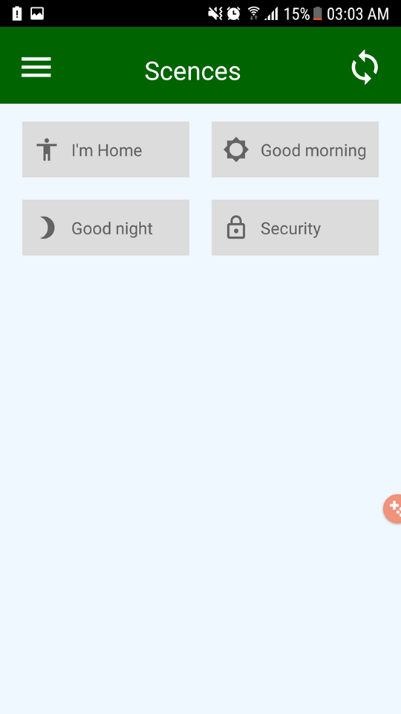 15% 03:03 AM
Scences
I'm Home
Good morning
Good night
Security